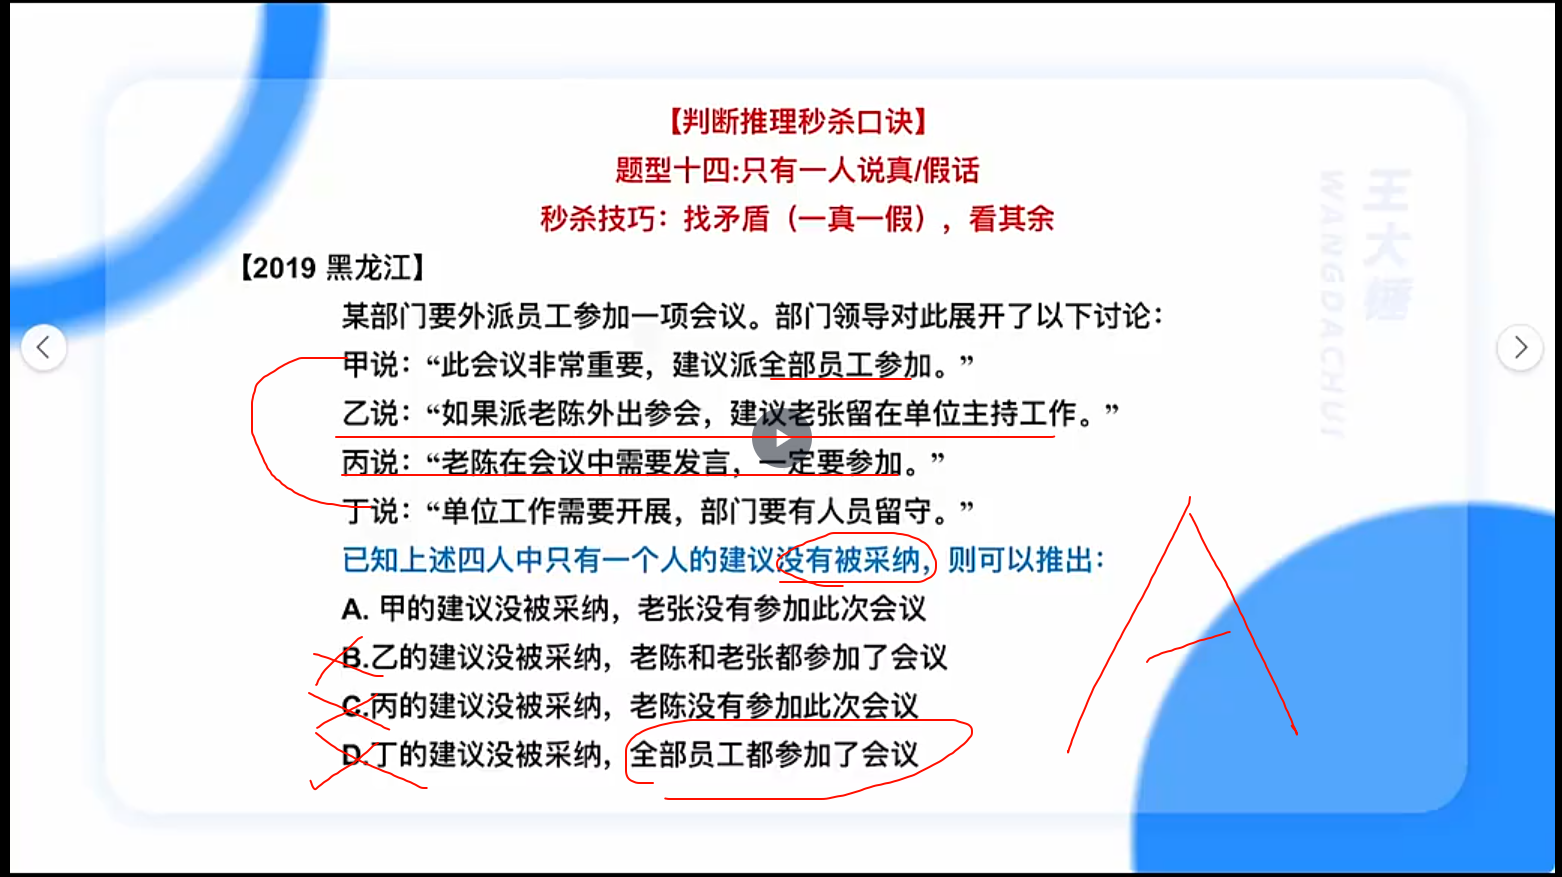 【判断推理秒杀口诀】
题型十四:只有一人说真/假话
秒杀技巧：找矛盾（一真一假），看其余
【2019 黑龙江】
某部门要外派员工参加一项会议。部门领导对此展开了以下讨论：
甲说：“此会议非常重要，建议派全部员工参加。”
乙说：“如果派老陈外出参会，建议老张留在单位主持工作。”
丙说：“老陈在会议中需要发言，一定要参加。”
丁说：“单位工作需要开展，部门要有人员留守。”
已知上述四人中只有一个人的建议没有被采纳，则可以推出：
A. 甲的建议没被采纳，老张没有参加此次会议
B.乙的建议没被采纳，老陈和老张都参加了会议
C.丙的建议没被采纳，老陈没有参加此次会议
D.丁的建议没被采纳，全部员工都参加了会议
A
王大锤
WANGDACHUI